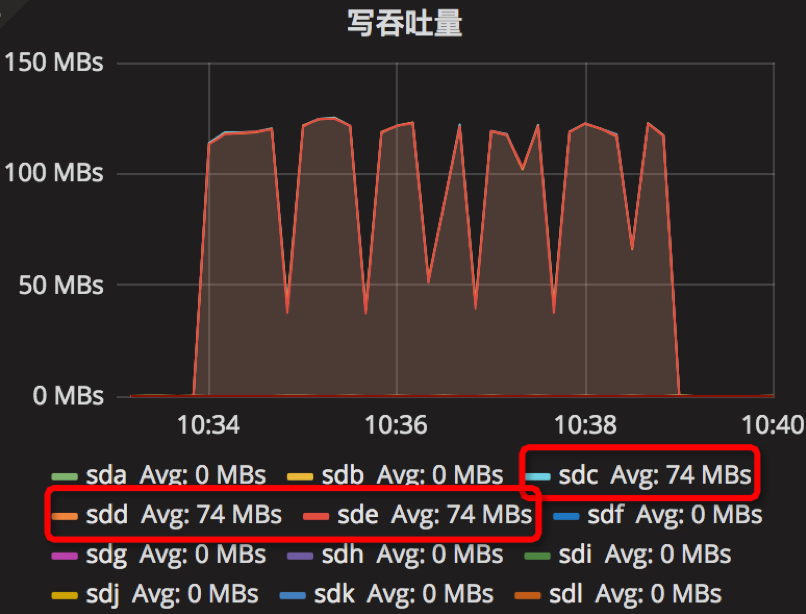 写吞吐量
150 MBs
100 MBs
50 MBs
0 MBs
10:34 10:36 10:38 10:40
sda Avg: 0 MBs sdb Avg: 0 MBs sdc Avg: 74 MBs
sdd Avg: 74 MBs sde Avg: 74 MBs sdf Avg: 0 MBs
sdg Avg: 0 MBs sdh Avg: 0 MBs sdi Avg: 0 MBs
sdj Avg: 0 MBs sdk Avg: 0 MBs sdl Avg: 0 MBs